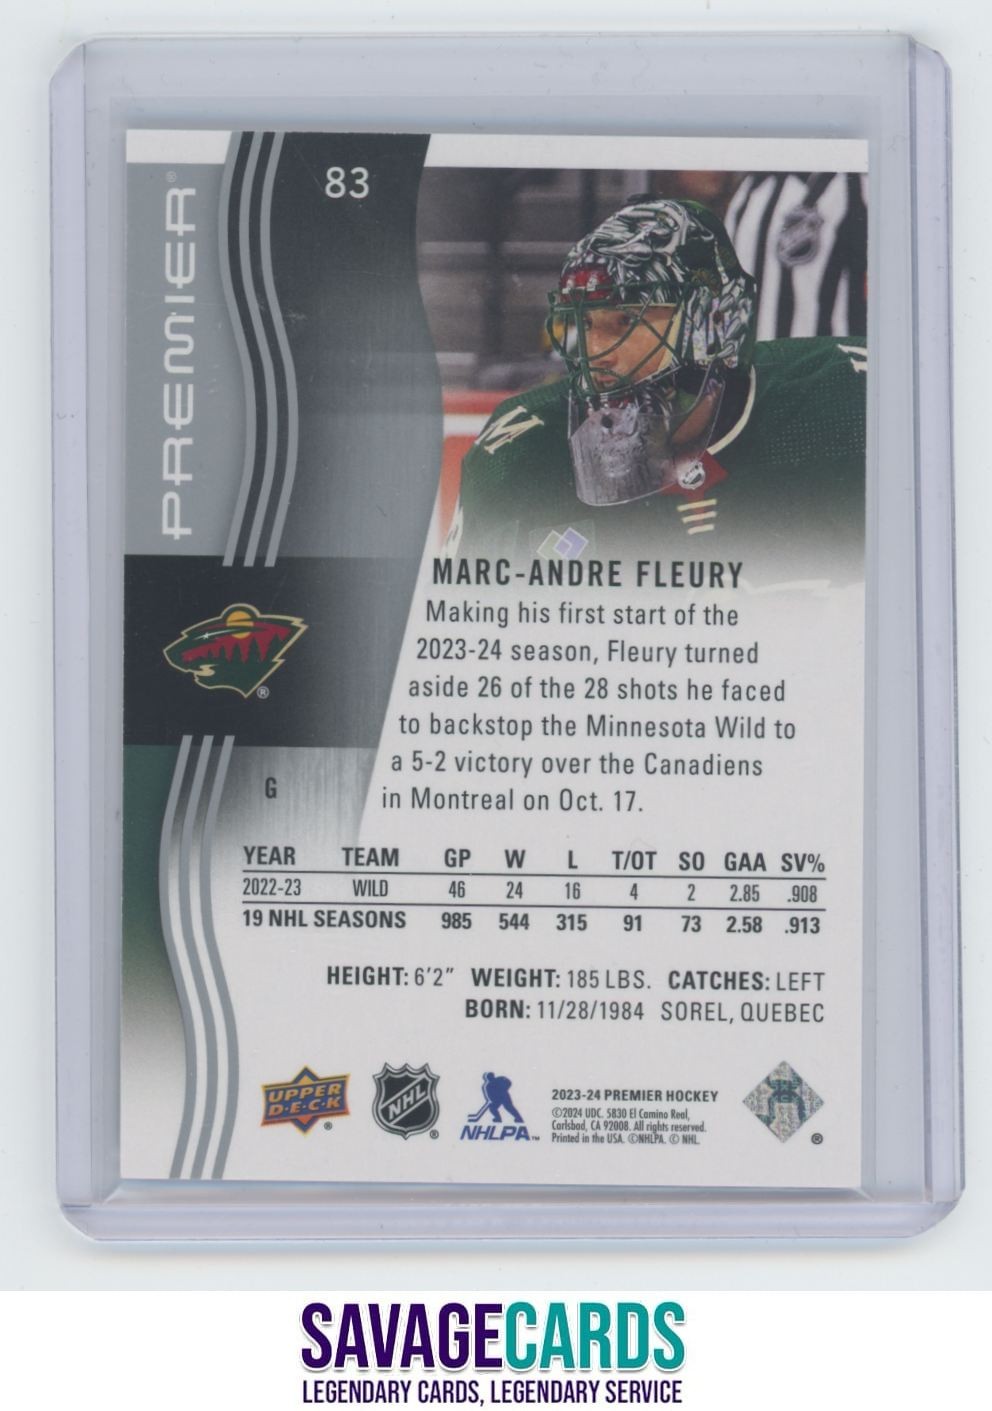 83
PREMIER®
M
MARC-ANDRE FLEURY
Making his first start of the
2023-24 season, Fleury turned
aside 26 of the 28 shots he faced
to backstop the Minnesota Wild to
a 5-2 victory over the Canadiens
in Montreal on Oct. 17.
®
G
YEAR TEAM GP W L T/OT SO GAA SV%
2022-23 WILD 46 24 16 4 2 2.85 .908
19 NHL SEASONS 985 544 315 91 73 2.58 .913
HEIGHT: 6'2" WEIGHT: 185 LBS. CATCHES: LEFT
BORN: 11/28/1984 SOREL, QUEBEC
UPPER
D·E·C·K
®
NHL
®
NHLPA™
2023-24 PREMIER HOCKEY
©2024 UDC. 5830 El Camino Real,
Carlsbad, CA 92008. All rights reserved.
Printed in the USA. ©NHLPA. © NHL.
®
SAVAGECARDS
LEGENDARY CARDS, LEGENDARY SERVICE